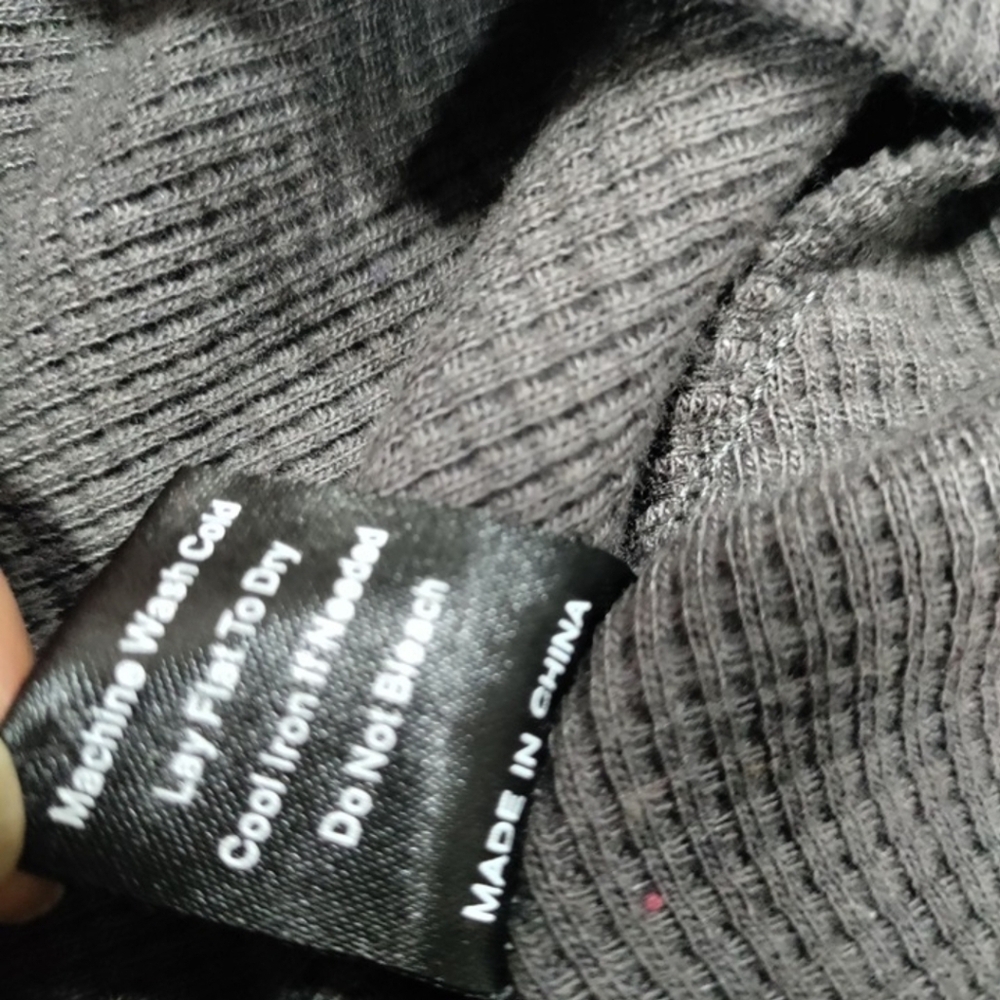 Machine Wash Cold
Lay Flat To Dry
Cool Iron If Needed
Do Not Bleach
MADE IN CHINA